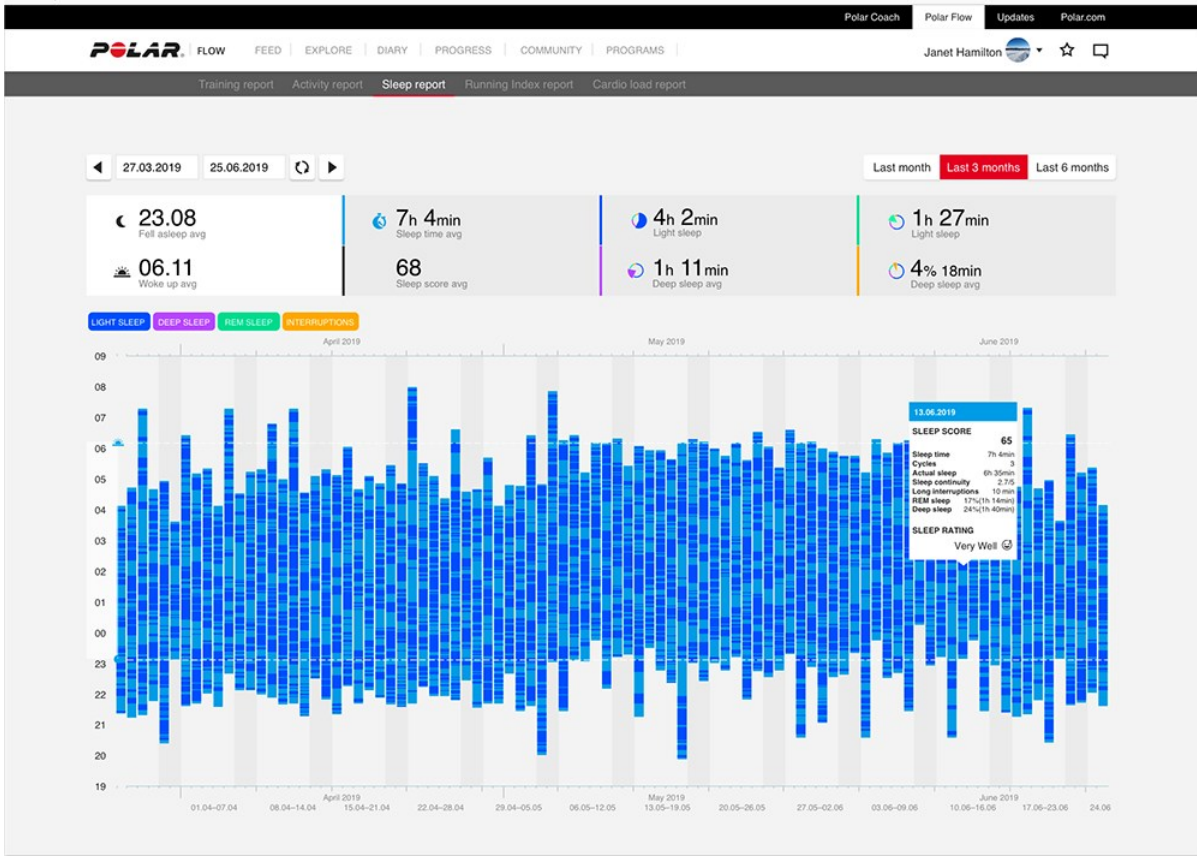 Polar Coach Polar Flow Updates Polar.com
POLAR. FLOW FEED EXPLORE DIARY PROGRESS COMMUNITY PROGRAMS Janet Hamilton
Training report Activity report Sleep report Running Index report Cardio load report
27.03.2019 25.06.2019 Last month Last 3 months Last 6 months
23.08 7h 4min 4h 2min 1h 27min
Fell asleep avg Sleep time avg Light sleep Light sleep
06.11 68 1h 11min 4% 18min
Woke up avg Sleep score avg Deep sleep avg Deep sleep avg
LIGHT SLEEP DEEP SLEEP REM SLEEP INTERRUPTIONS
April 2019 May 2019 June 2019
09
08
07
06
05
04
03
02
01
00
23
22
21
20
19
13.06.2019
SLEEP SCORE
65
Sleep time 7h 4min
Cycles 3
Actual sleep 6h 35min
Sleep continuity 2.7/5
Long interruptions 10 min
REM sleep 17%(1h 14min)
Deep sleep 24%(1h 40min)
SLEEP RATING
Very Well
April 2019 May 2019 June 2019
01.04–07.04 08.04–14.04 15.04–21.04 22.04–28.04 29.04–05.05 06.05–12.05 13.05–19.05 20.05–26.05 27.05–02.06 03.06–09.06 10.06–16.06 17.06–23.06 24.06